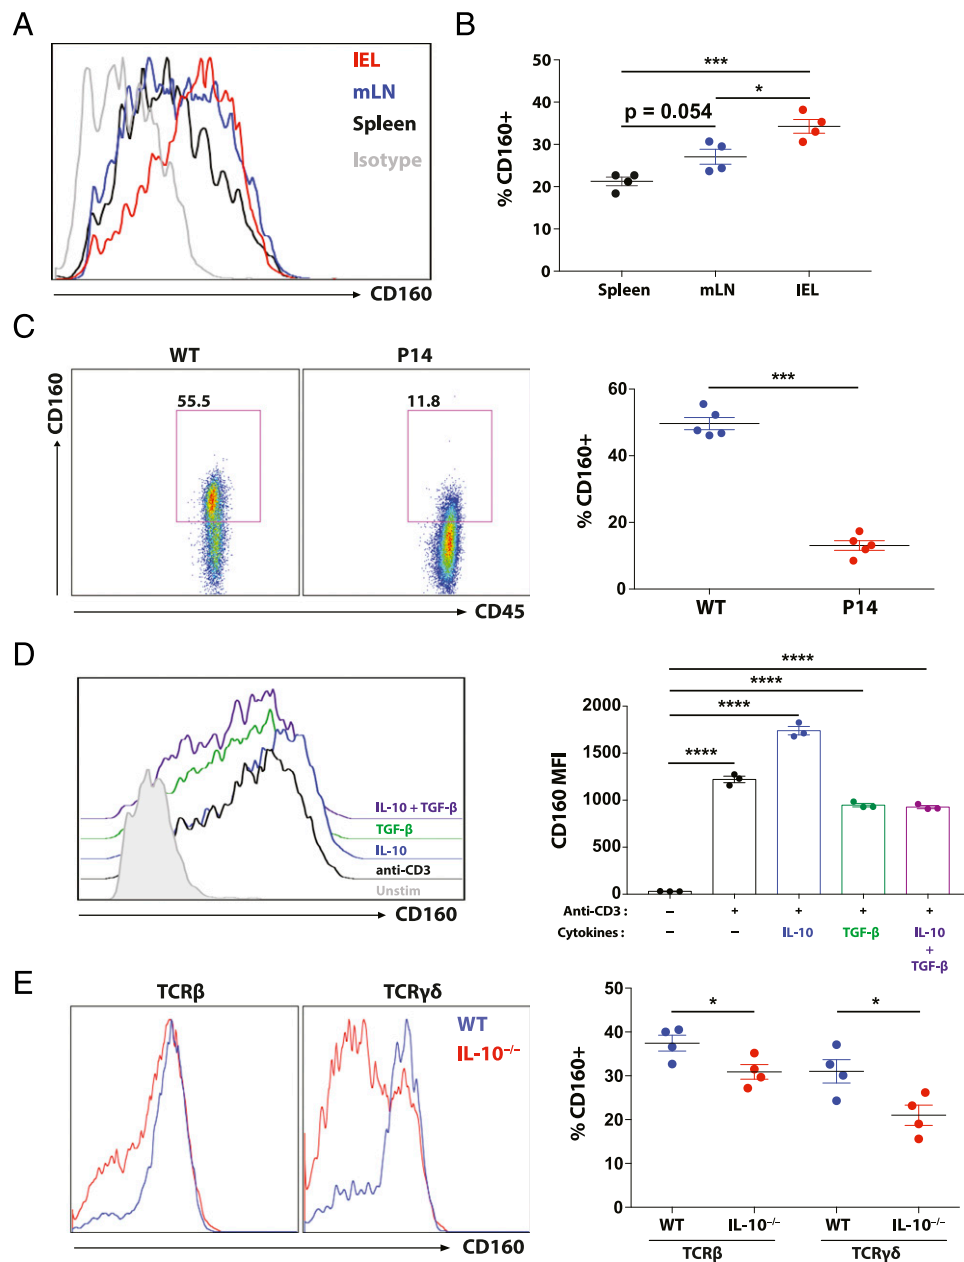 A
IEL
mLN
Spleen
Isotype
CD160
B
% CD160+
50
40
30
20
10
0
***
*
p = 0.054
Spleen mLN IEL
C
WT P14
CD160
55.5 11.8
CD45
% CD160+
60
40
20
0
***
WT P14
D
IL-10 + TGF-β
TGF-β
IL-10
anti-CD3
Unstim
CD160
CD160 MFI
2000
1500
1000
500
0
****
****
****
****
Anti-CD3 : – + + + +
Cytokines : – – IL-10 TGF-β IL-10
+
TGF-β
E
TCRβ TCRγδ
WT
IL-10⁻/⁻
CD160
% CD160+
50
40
30
20
10
0
* *
WT IL-10⁻/⁻ WT IL-10⁻/⁻
TCRβ TCRγδ